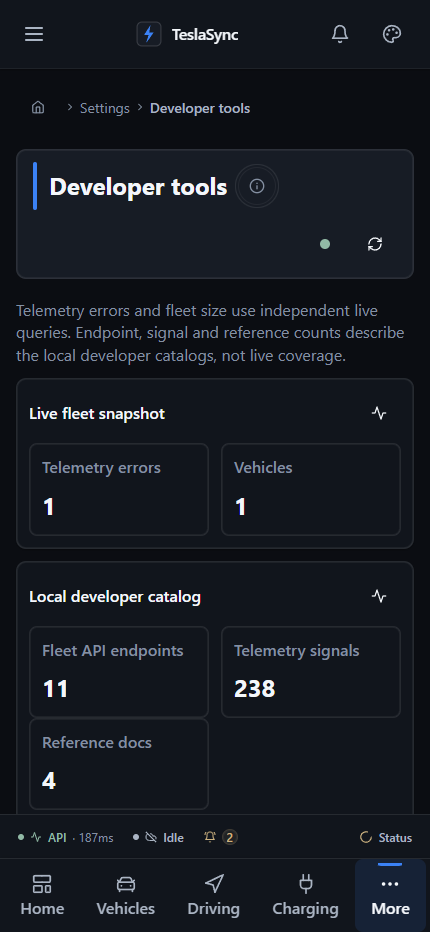 TeslaSync
Settings Developer tools
Developer tools
Telemetry errors and fleet size use independent live
queries. Endpoint, signal and reference counts describe
the local developer catalogs, not live coverage.
Live fleet snapshot
Telemetry errors
1
Vehicles
1
Local developer catalog
Fleet API endpoints
11
Telemetry signals
238
Reference docs
4
API · 187ms Idle 2 Status
Home Vehicles Driving Charging More